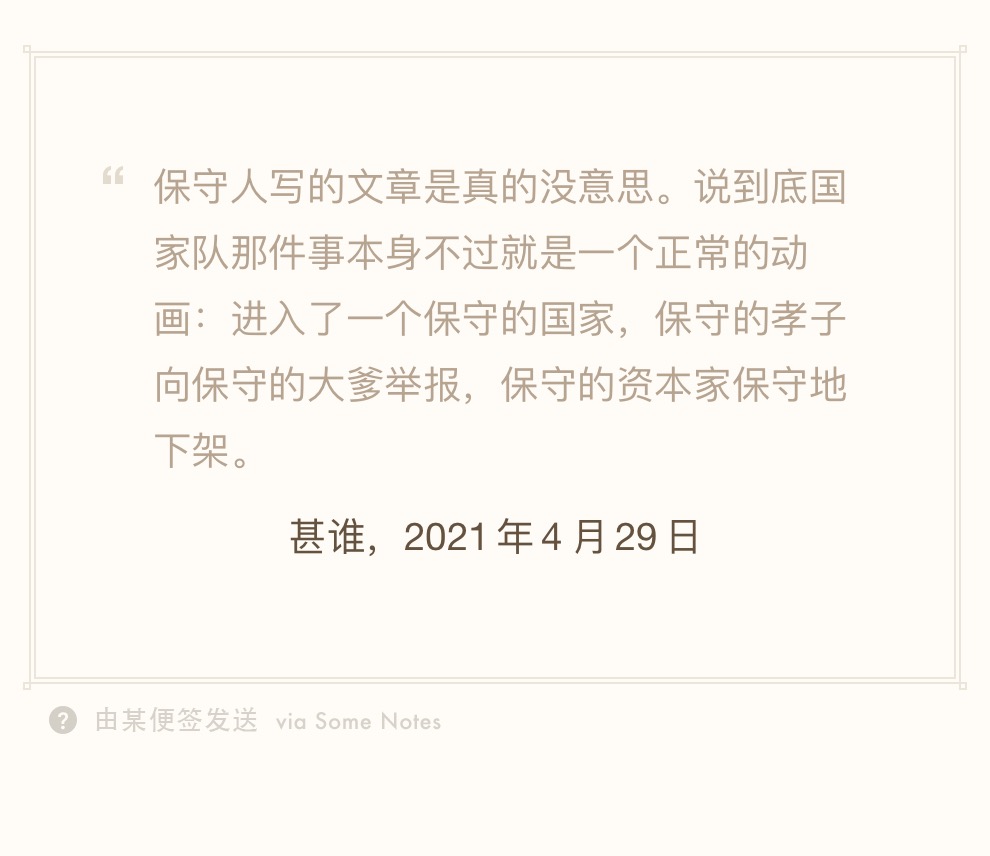 “保守人写的文章是真的没意思。说到底国
家队那件事本身不过就是一个正常的动
画：进入了一个保守的国家，保守的孝子
向保守的大爹举报，保守的资本家保守地
下架。
甚谁，2021 年 4 月 29 日
由某便签发送 via Some Notes